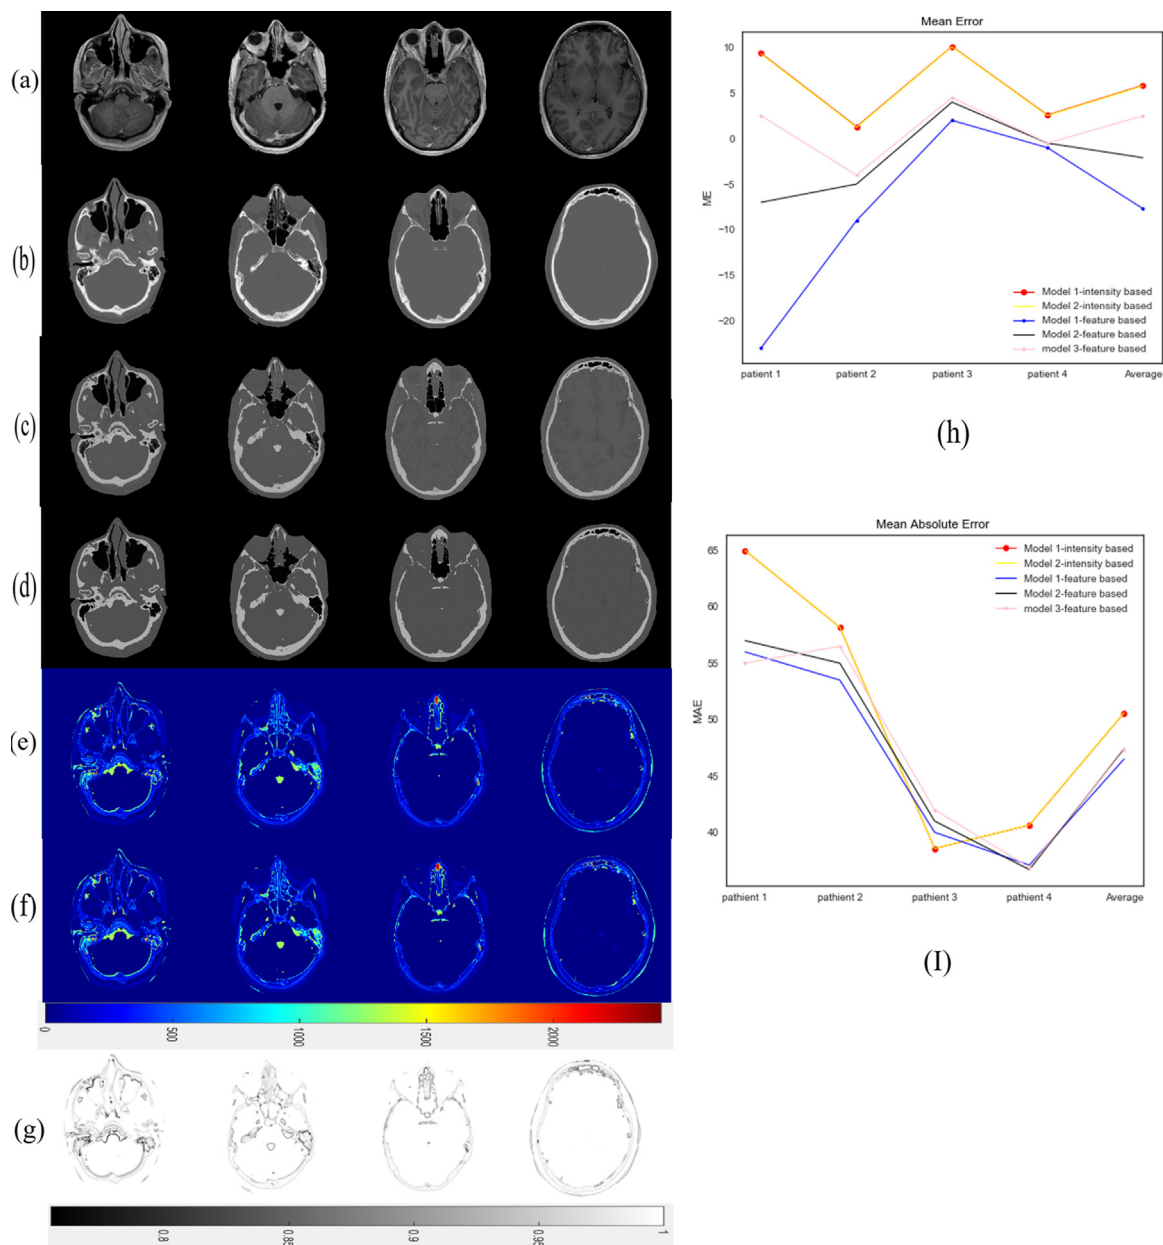 (a)
(b)
(c)
(d)
(e)
(f)
0 500 1000 1500 2000
(g)
0.8 0.85 0.9 0.95 1
Mean Error
ME
10
5
0
−5
−10
−15
−20
Model 1-intensity based
Model 2-intensity based
Model 1-feature based
Model 2-feature based
model 3-feature based
patient 1 patient 2 patient 3 patient 4 Average
(h)
Mean Absolute Error
MAE
65
60
55
50
45
40
Model 1-intensity based
Model 2-intensity based
Model 1-feature based
Model 2-feature based
model 3-feature based
pathient 1 pathient 2 pathient 3 pathient 4 Average
(I)